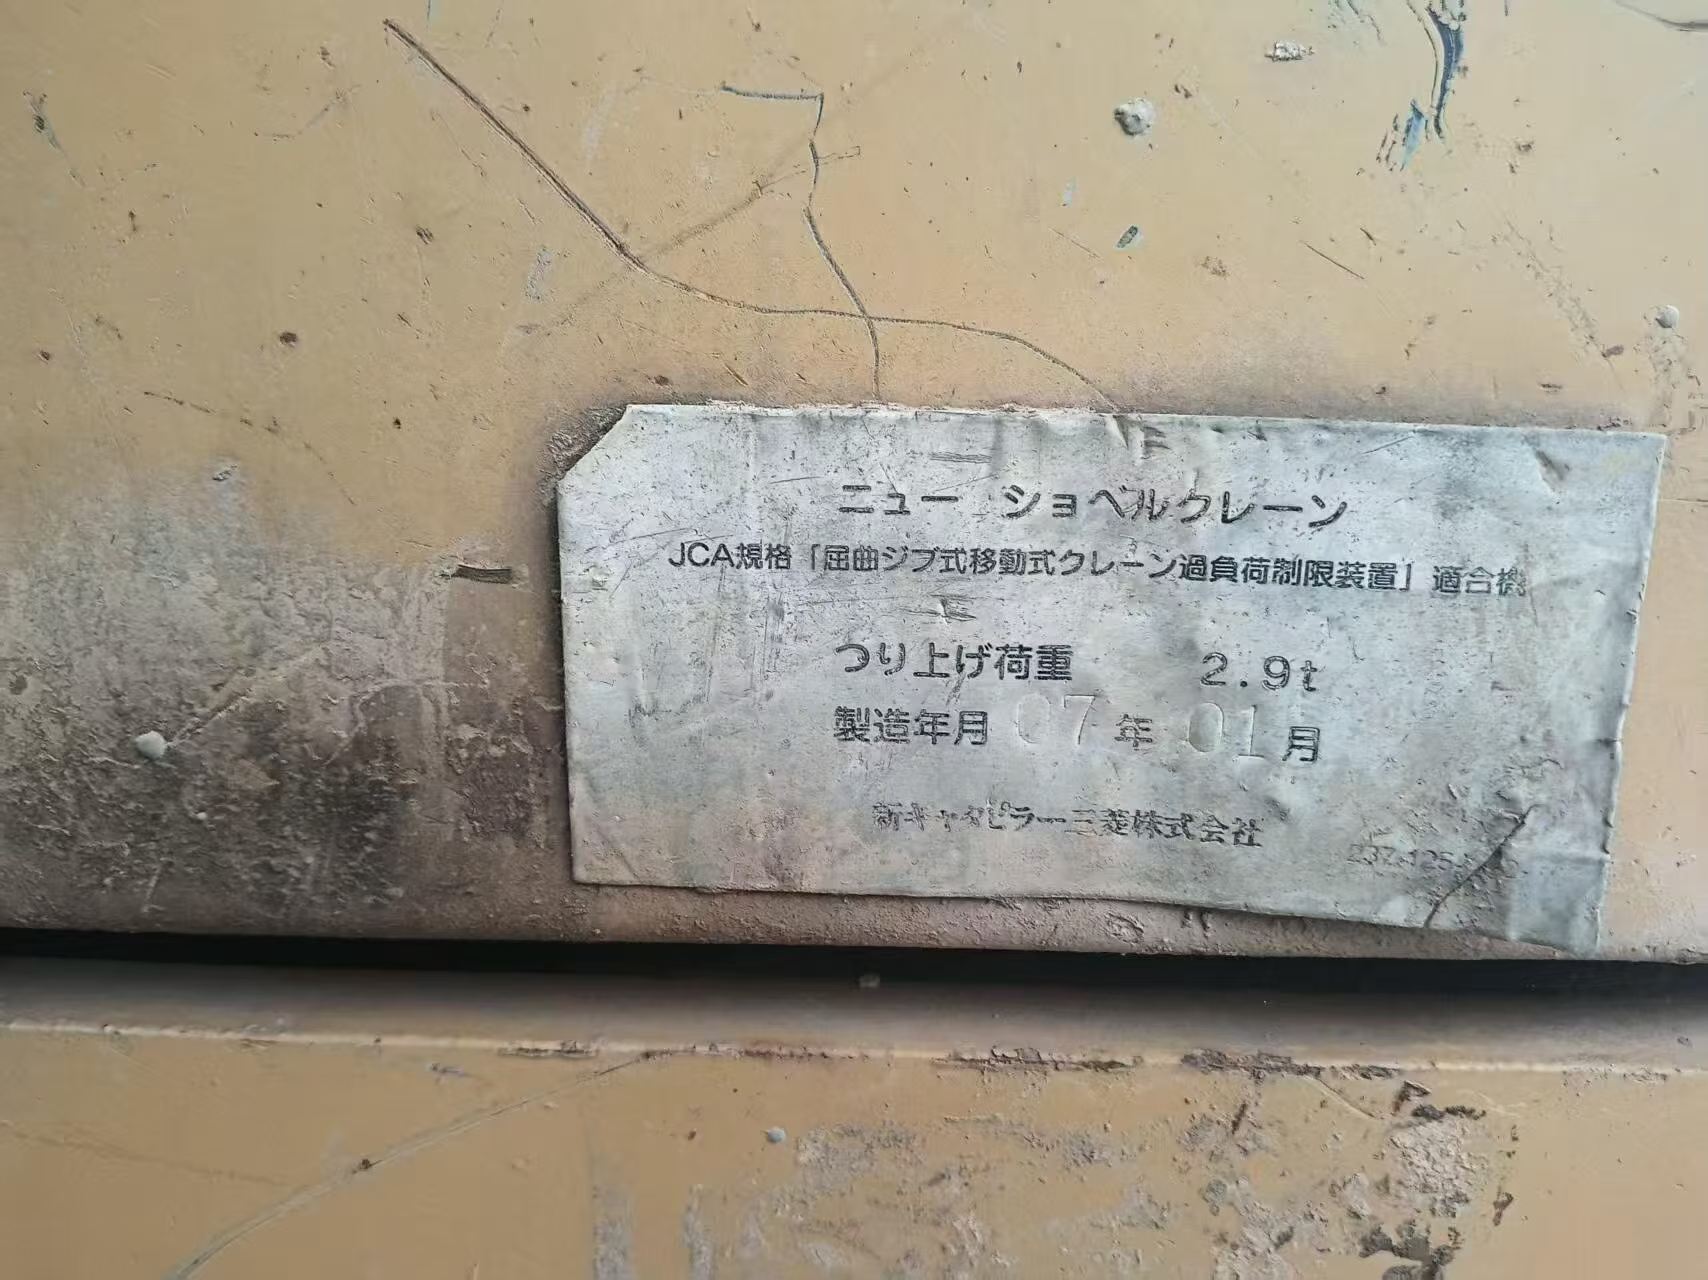 ニュー ショベルクレーン
JCA規格「屈曲ジブ式移動式クレーン過負荷制限装置」適合機
つり上げ荷重 2.9t
製造年月 07年 01月
新キャタピラー三菱株式会社